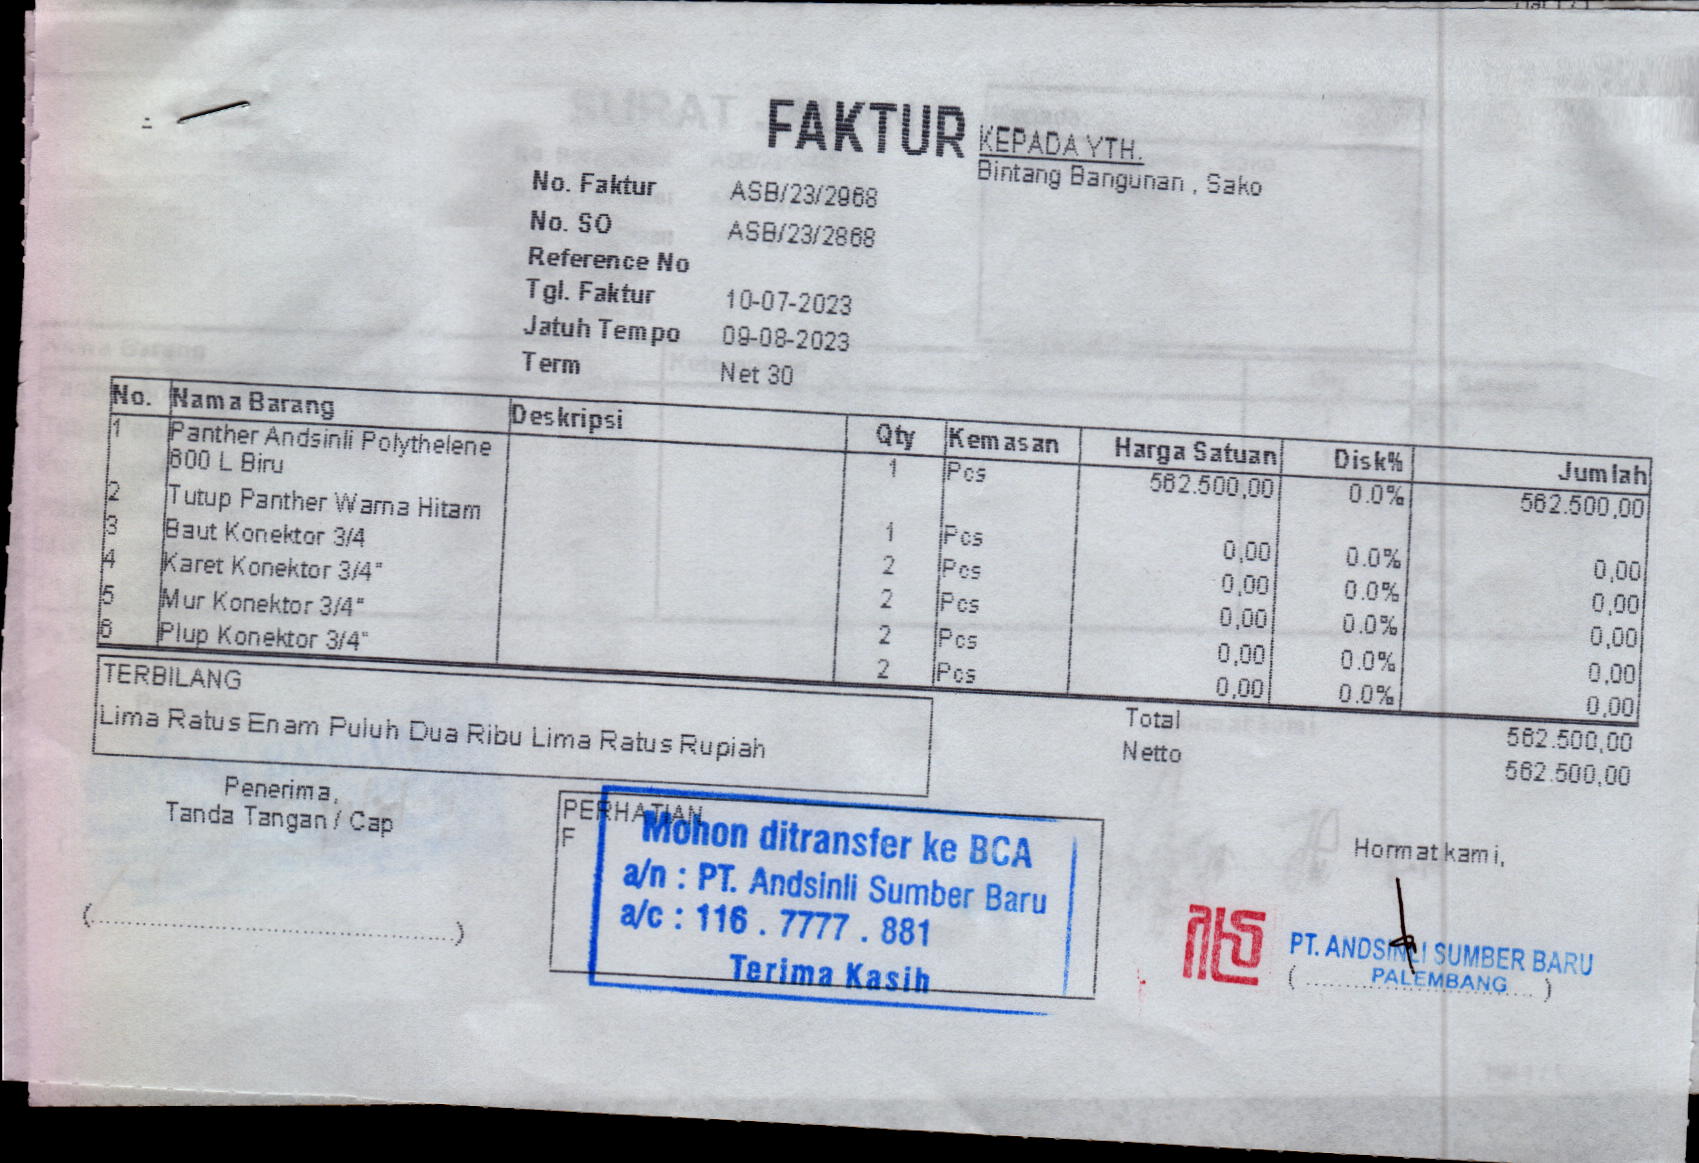 FAKTUR
KEPADA YTH.
Bintang Bangunan , Sako
No. Faktur ASB/23/2968
No. SO ASB/23/2868
Reference No
Tgl. Faktur 10-07-2023
Jatuh Tempo 09-08-2023
Term Net 30
No. Nama Barang Deskripsi Qty Kemasan Harga Satuan Disk% Jumlah
1 Panther Andsinli Polythelene 1 Pcs 562.500,00 0.0% 562.500,00
600 L Biru
2 Tutup Panther Warna Hitam 1 Pcs 0,00 0.0% 0,00
3 Baut Konektor 3/4 2 Pcs 0,00 0.0% 0,00
4 Karet Konektor 3/4" 2 Pcs 0,00 0.0% 0,00
5 Mur Konektor 3/4" 2 Pcs 0,00 0.0% 0,00
6 Plup Konektor 3/4" 2 Pcs 0,00 0.0% 0,00
TERBILANG
Lima Ratus Enam Puluh Dua Ribu Lima Ratus Rupiah
Total 562.500,00
Netto 562.500,00
Penerima,
Tanda Tangan / Cap
(..............................................)
PERHATIAN
F
Mohon ditransfer ke BCA
a/n : PT. Andsinli Sumber Baru
a/c : 116 . 7777 . 881
Terima Kasih
Hormat kami,
PT. ANDSINLI SUMBER BARU
PALEMBANG
(..............................)